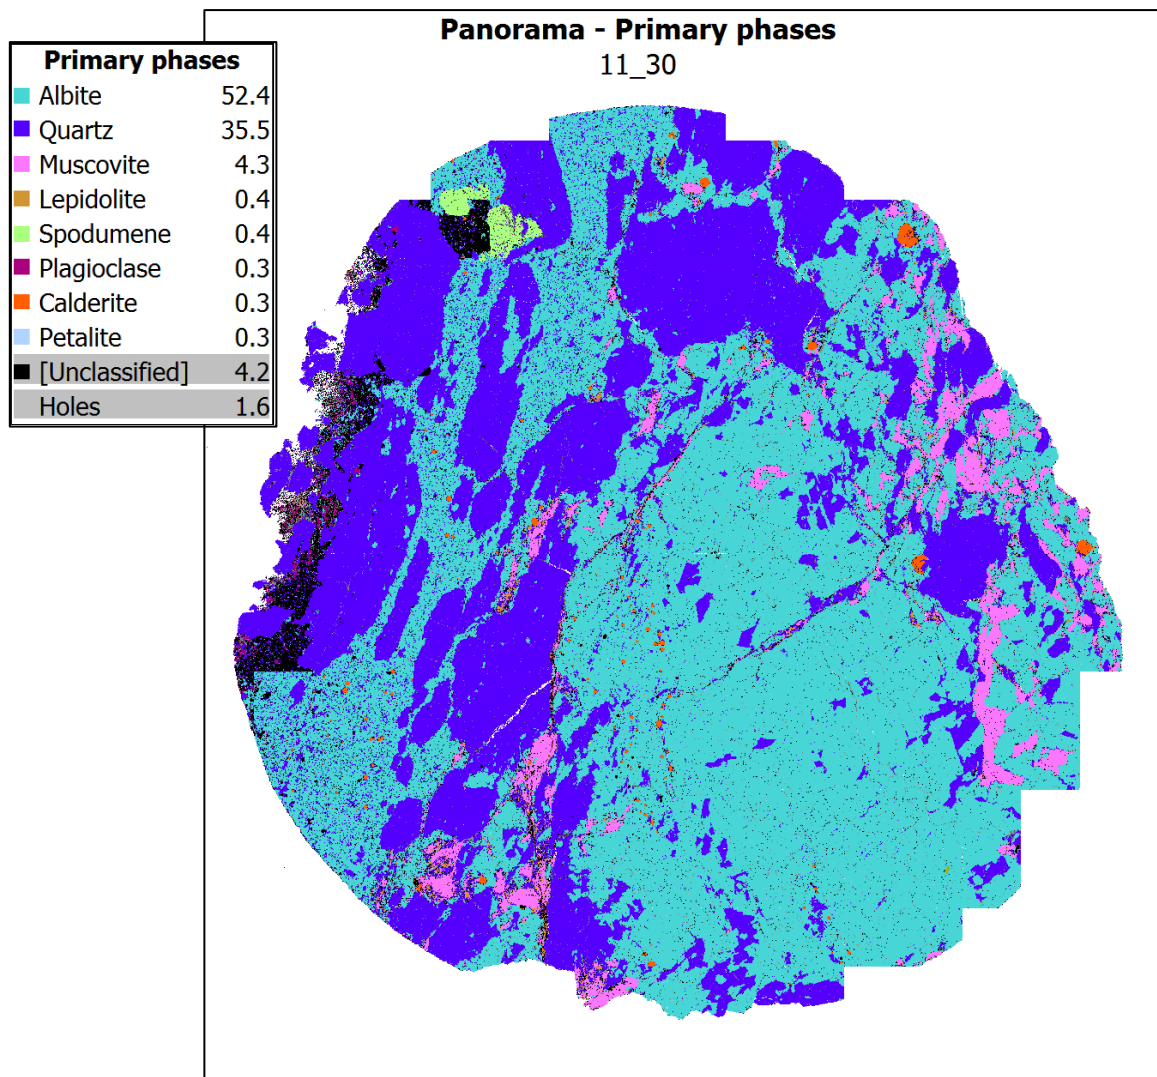 Panorama - Primary phases
11_30
Primary phases
Albite 52.4
Quartz 35.5
Muscovite 4.3
Lepidolite 0.4
Spodumene 0.4
Plagioclase 0.3
Calderite 0.3
Petalite 0.3
[Unclassified] 4.2
Holes 1.6